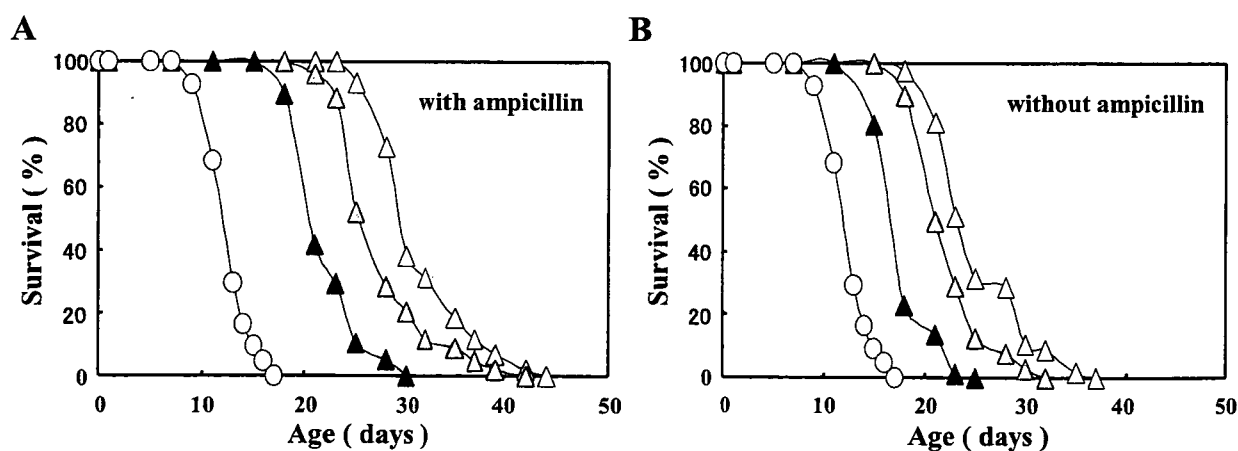 A
B
with ampicillin
without ampicillin
Survival ( % )
100
80
60
40
20
0
0 10 20 30 40 50
Age ( days )
Survival ( % )
100
80
60
40
20
0
0 10 20 30 40 50
Age ( days )